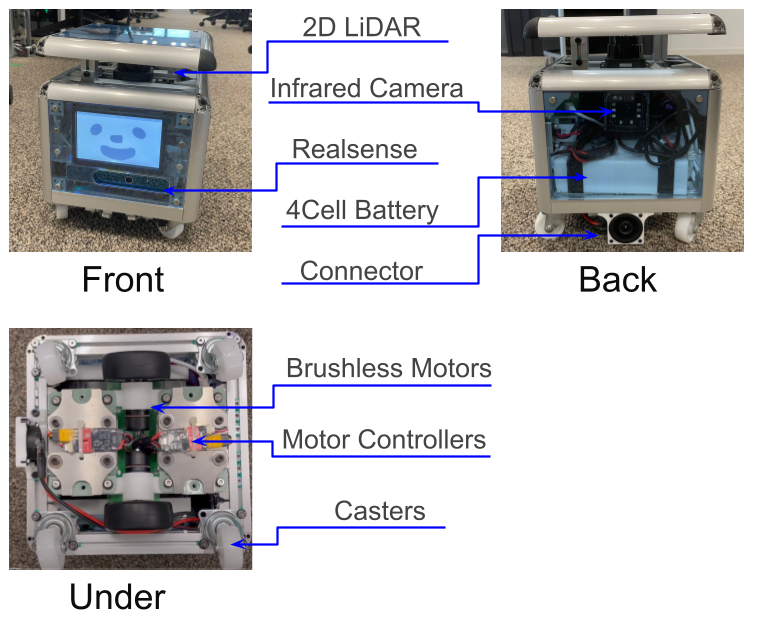 2D LiDAR
Infrared Camera
Realsense
4Cell Battery
Connector
Front
Back
Brushless Motors
Motor Controllers
Casters
Under